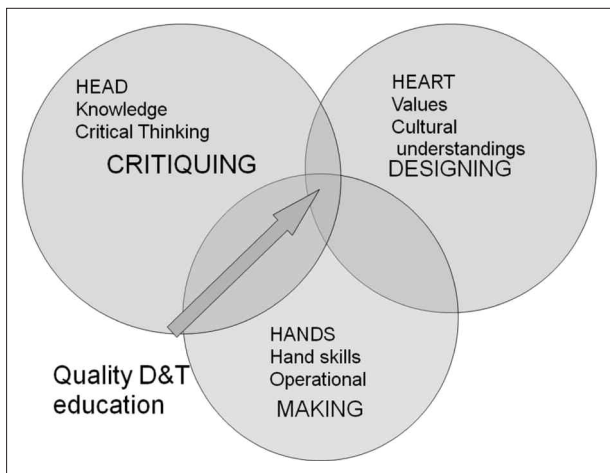 HEAD
Knowledge
Critical Thinking
CRITIQUING
HEART
Values
Cultural
understandings
DESIGNING
HANDS
Hand skills
Operational
MAKING
Quality D&T
education